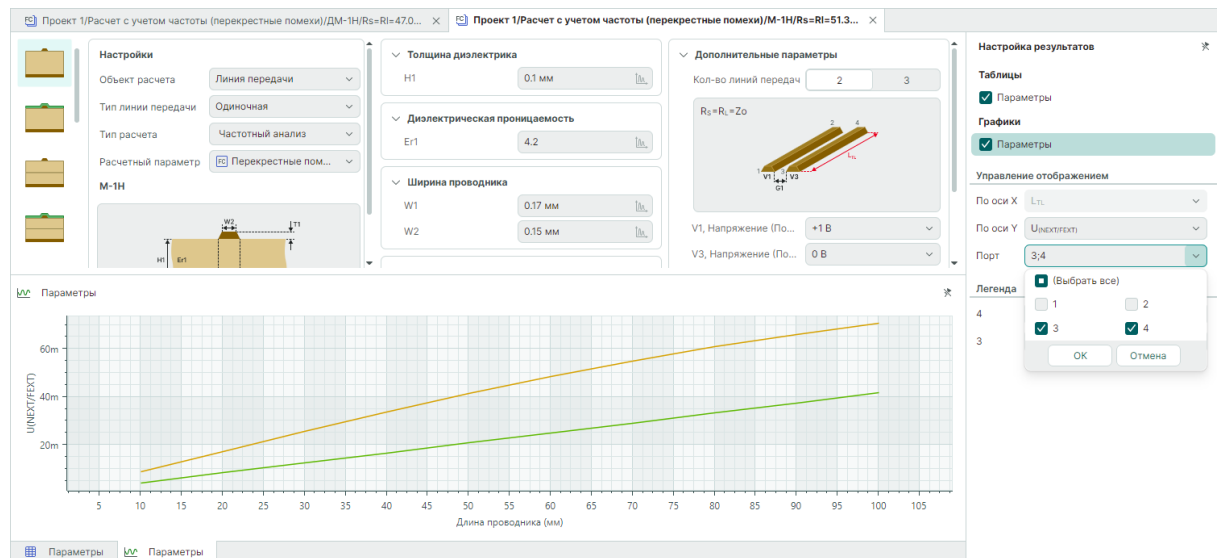 Проект 1/Расчет с учетом частоты (перекрестные помехи)/ДМ-1Н/Rs=Rl=47.0...
Проект 1/Расчет с учетом частоты (перекрестные помехи)/М-1Н/Rs=Rl=51.3...
Настройки
Объект расчета
Линия передачи
Тип линии передачи
Одиночная
Тип расчета
Частотный анализ
Расчетный параметр
FC Перекрестные пом...
М-1Н
W2
T1
H1
Er1
Толщина диэлектрика
H1
0.1 мм
Диэлектрическая проницаемость
Er1
4.2
Ширина проводника
W1
0.17 мм
W2
0.15 мм
Дополнительные параметры
Кол-во линий передач
2
3
RS=RL=Zo
2
4
LTL
1
V1
3
V3
G1
V1, Напряжение (По...
+1 В
V3, Напряжение (По...
0 В
Настройка результатов
Таблицы
Параметры
Графики
Параметры
Управление отображением
По оси X
LTL
По оси Y
U(NEXT/FEXT)
Порт
3;4
(Выбрать все)
1
2
3
4
ОК
Отмена
Легенда
4
3
Параметры
U(NEXT/FEXT)
60m
40m
20m
5 10 15 20 25 30 35 40 45 50 55 60 65 70 75 80 85 90 95 100 105
Длина проводника (мм)
Параметры
Параметры